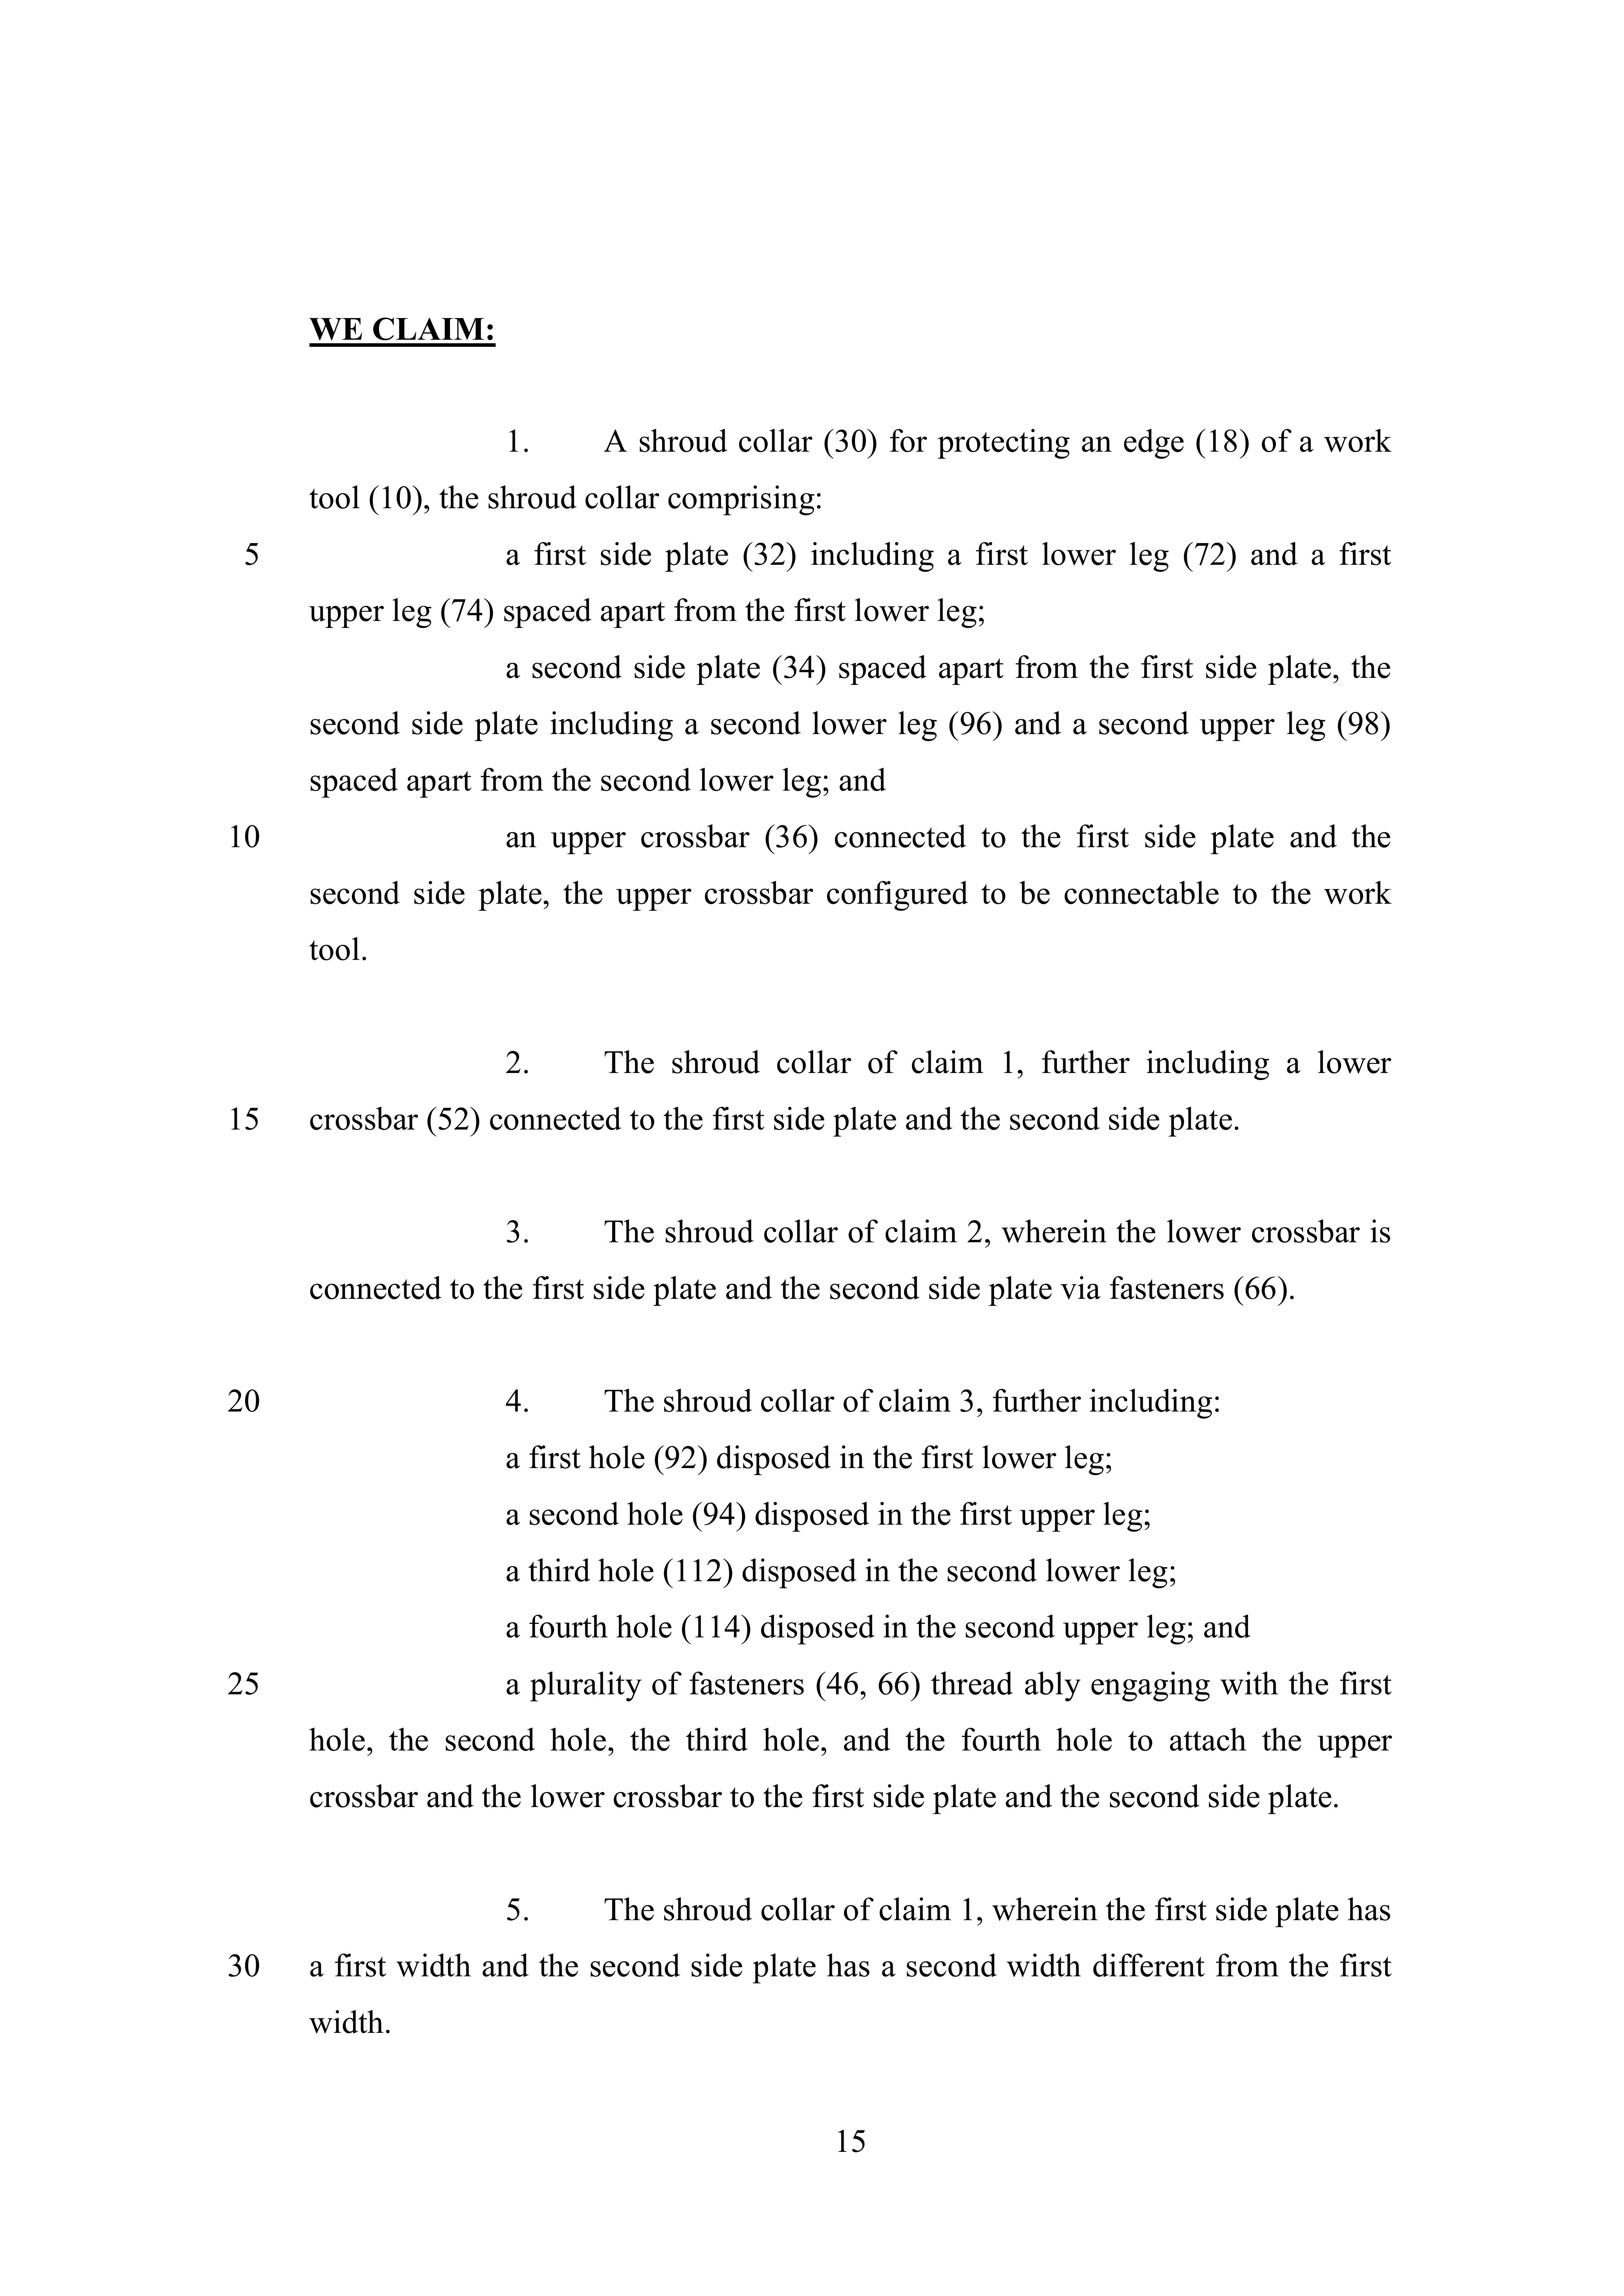 WE CLAIM:
1. A shroud collar (30) for protecting an edge (18) of a work
tool (10), the shroud collar comprising:
5 a first side plate (32) including a first lower leg (72) and a first
upper leg (74) spaced apart from the first lower leg;
a second side plate (34) spaced apart from the first side plate, the
second side plate including a second lower leg (96) and a second upper leg (98)
spaced apart from the second lower leg; and
10 an upper crossbar (36) connected to the first side plate and the
second side plate, the upper crossbar configured to be connectable to the work
tool.
2. The shroud collar of claim 1, further including a lower
15 crossbar (52) connected to the first side plate and the second side plate.
3. The shroud collar of claim 2, wherein the lower crossbar is
connected to the first side plate and the second side plate via fasteners (66).
20 4. The shroud collar of claim 3, further including:
a first hole (92) disposed in the first lower leg;
a second hole (94) disposed in the first upper leg;
a third hole (112) disposed in the second lower leg;
a fourth hole (114) disposed in the second upper leg; and
25 a plurality of fasteners (46, 66) thread ably engaging with the first
hole, the second hole, the third hole, and the fourth hole to attach the upper
crossbar and the lower crossbar to the first side plate and the second side plate.
5. The shroud collar of claim 1, wherein the first side plate has
30 a first width and the second side plate has a second width different from the first
width.
15